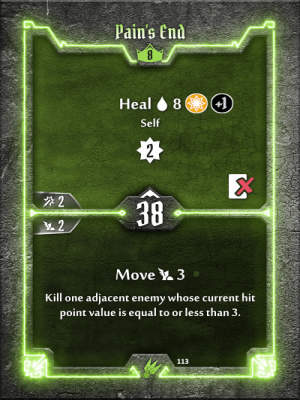 Pain's End
8
Heal 8 +1
Self
2
2
38
2
Move 3
Kill one adjacent enemy whose current hit
point value is equal to or less than 3.
113